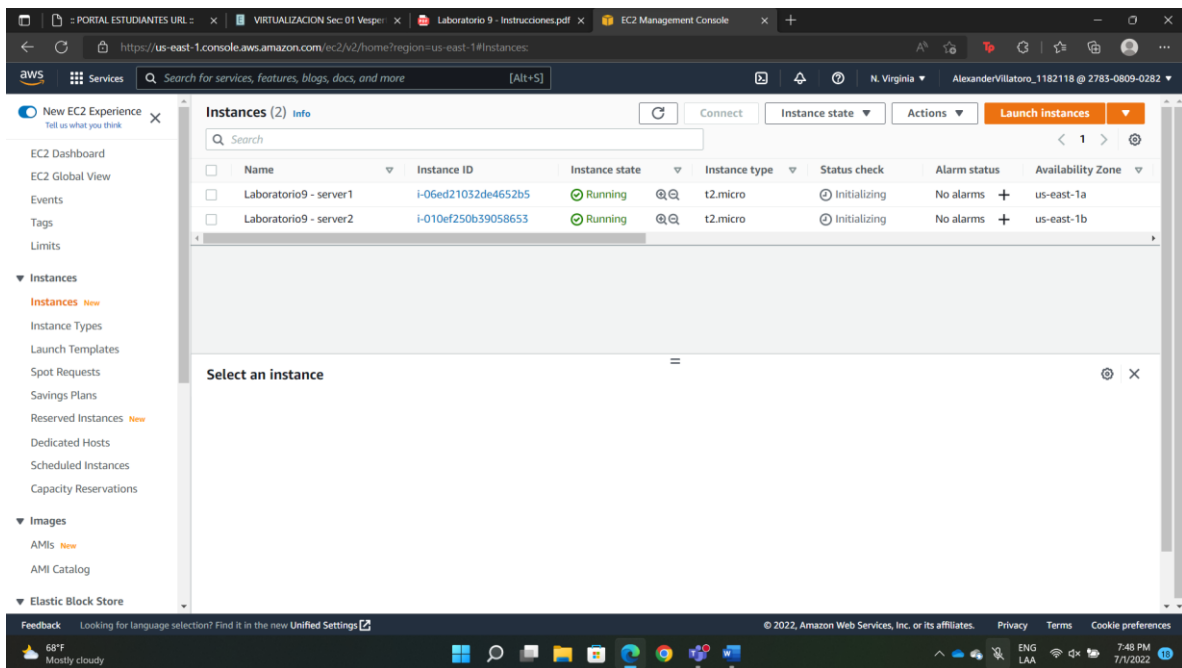 :: PORTAL ESTUDIANTES URL ::
VIRTUALIZACION Sec: 01 Vesper
Laboratorio 9 - Instrucciones.pdf
EC2 Management Console
https://us-east-1.console.aws.amazon.com/ec2/v2/home?region=us-east-1#Instances:
aws
Services
Search for services, features, blogs, docs, and more
[Alt+S]
N. Virginia
AlexanderVillatoro_1182118 @ 2783-0809-0282
New EC2 Experience
Tell us what you think
EC2 Dashboard
EC2 Global View
Events
Tags
Limits
Instances
Instances New
Instance Types
Launch Templates
Spot Requests
Savings Plans
Reserved Instances New
Dedicated Hosts
Scheduled Instances
Capacity Reservations
Images
AMIs New
AMI Catalog
Elastic Block Store
Instances (2) Info
Connect
Instance state
Actions
Launch instances
Search
1
Name Instance ID Instance state Instance type Status check Alarm status Availability Zone
Laboratorio9 - server1 i-06ed21032de4652b5 Running t2.micro Initializing No alarms + us-east-1a
Laboratorio9 - server2 i-010ef250b39058653 Running t2.micro Initializing No alarms + us-east-1b
Select an instance
Feedback Looking for language selection? Find it in the new Unified Settings
© 2022, Amazon Web Services, Inc. or its affiliates. Privacy Terms Cookie preferences
68°F
Mostly cloudy
ENG
LAA
7:48 PM
7/1/2022
18